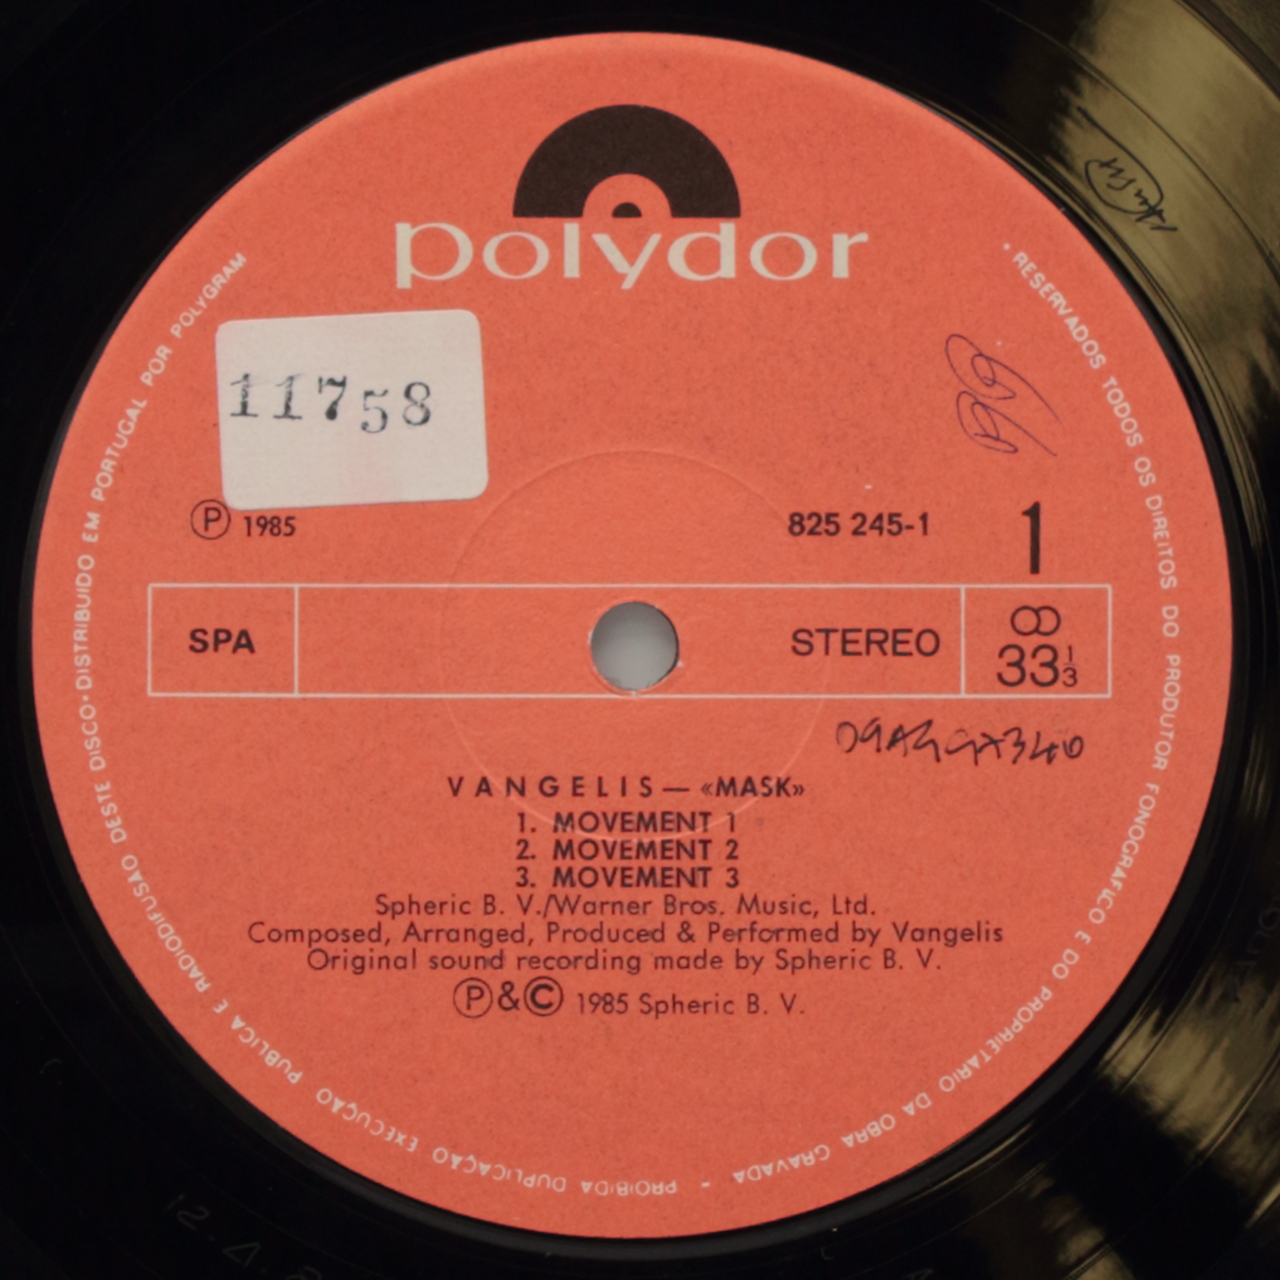 polydor
11758
℗ 1985
825 245-1
1
SPA
STEREO
33⅓
VANGELIS — «MASK»
1. MOVEMENT 1
2. MOVEMENT 2
3. MOVEMENT 3
Spheric B. V./Warner Bros. Music, Ltd.
Composed, Arranged, Produced & Performed by Vangelis
Original sound recording made by Spheric B. V.
℗ & © 1985 Spheric B. V.
• RESERVADOS TODOS OS DIREITOS DO PRODUTOR FONOGRAFICO E DO PROPRIETARIO DA OBRA GRAVADA - PROIBIDA DUPLICAÇÃO EXECUÇÃO PUBLICA E RADIODIFUSAO DESTE DISCO • DISTRIBUIDO EM PORTUGAL POR POLYGRAM